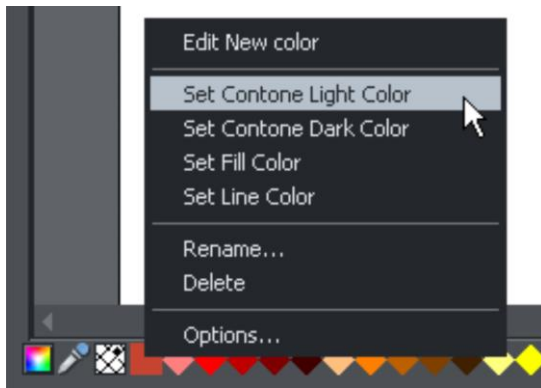 Edit New color
Set Contone Light Color
Set Contone Dark Color
Set Fill Color
Set Line Color
Rename...
Delete
Options...